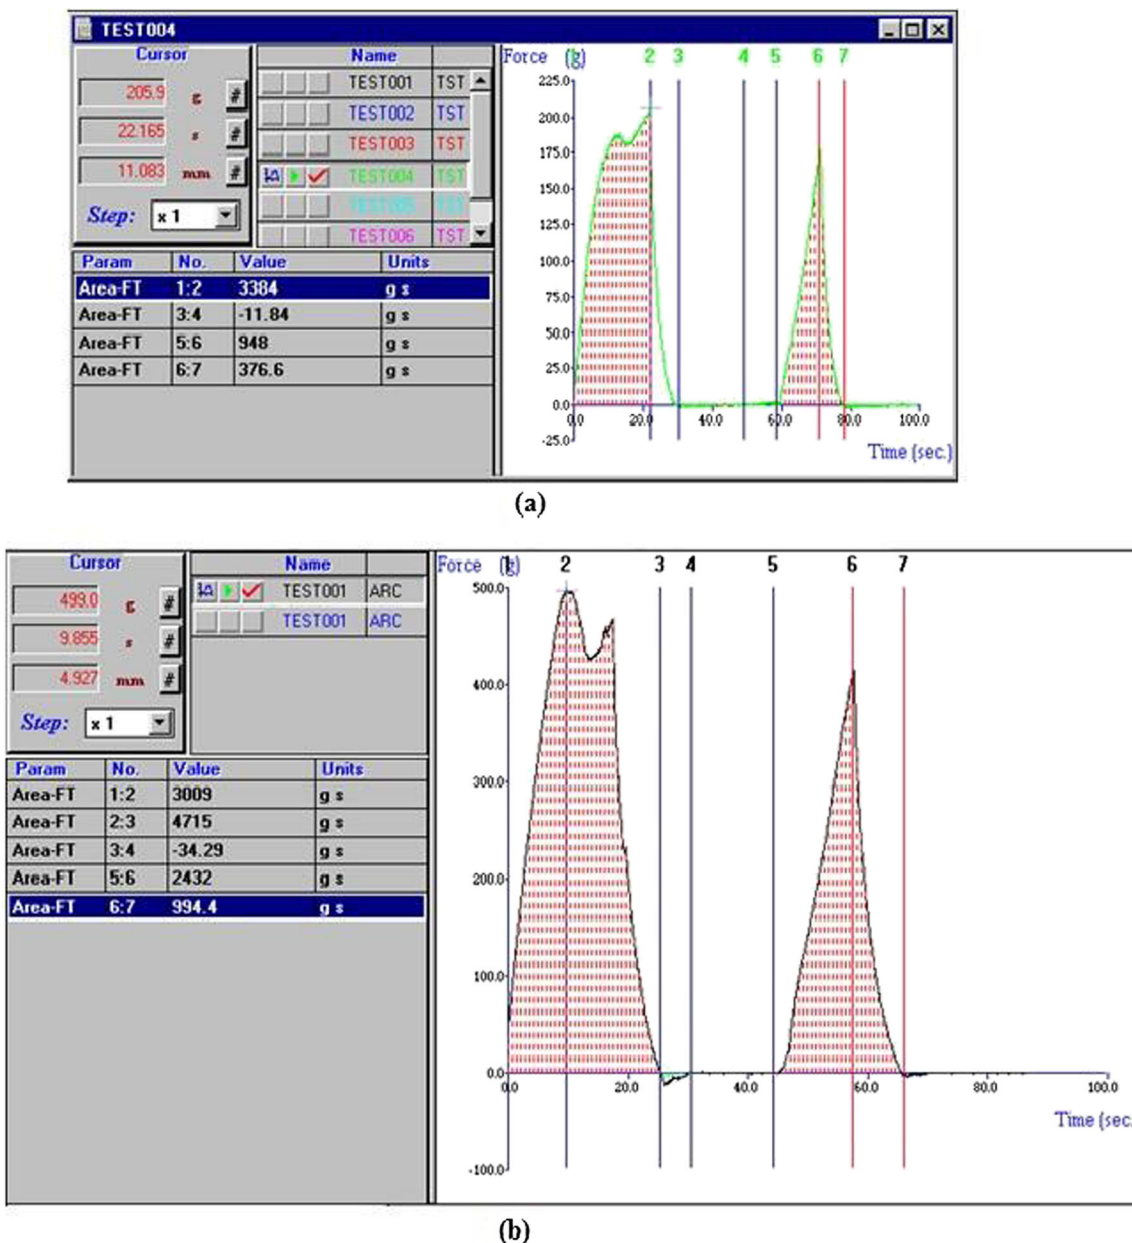 TEST004
Cursor
205.9 g #
22.165 s #
11.083 mm #
Step: x 1
Name
TEST001 TST
TEST002 TST
TEST003 TST
TEST004 TST
TEST005 TST
TEST006 TST
Param No. Value Units
Area-FT 1:2 3384 g s
Area-FT 3:4 -11.84 g s
Area-FT 5:6 948 g s
Area-FT 6:7 376.6 g s
Force (g)
1 2 3 4 5 6 7
225.0
200.0
175.0
150.0
125.0
100.0
75.0
50.0
25.0
0.0
-25.0
0.0 20.0 40.0 60.0 80.0 100.0
Time (sec.)
(a)
Cursor
499.0 g #
9.855 s #
4.927 mm #
Step: x 1
Name
TEST001 ARC
TEST001 ARC
Param No. Value Units
Area-FT 1:2 3009 g s
Area-FT 2:3 4715 g s
Area-FT 3:4 -34.29 g s
Area-FT 5:6 2432 g s
Area-FT 6:7 994.4 g s
Force (g)
1 2 3 4 5 6 7
500.0
400.0
300.0
200.0
100.0
0.0
-100.0
0.0 20.0 40.0 60.0 80.0 100.0
Time (sec.
(b)